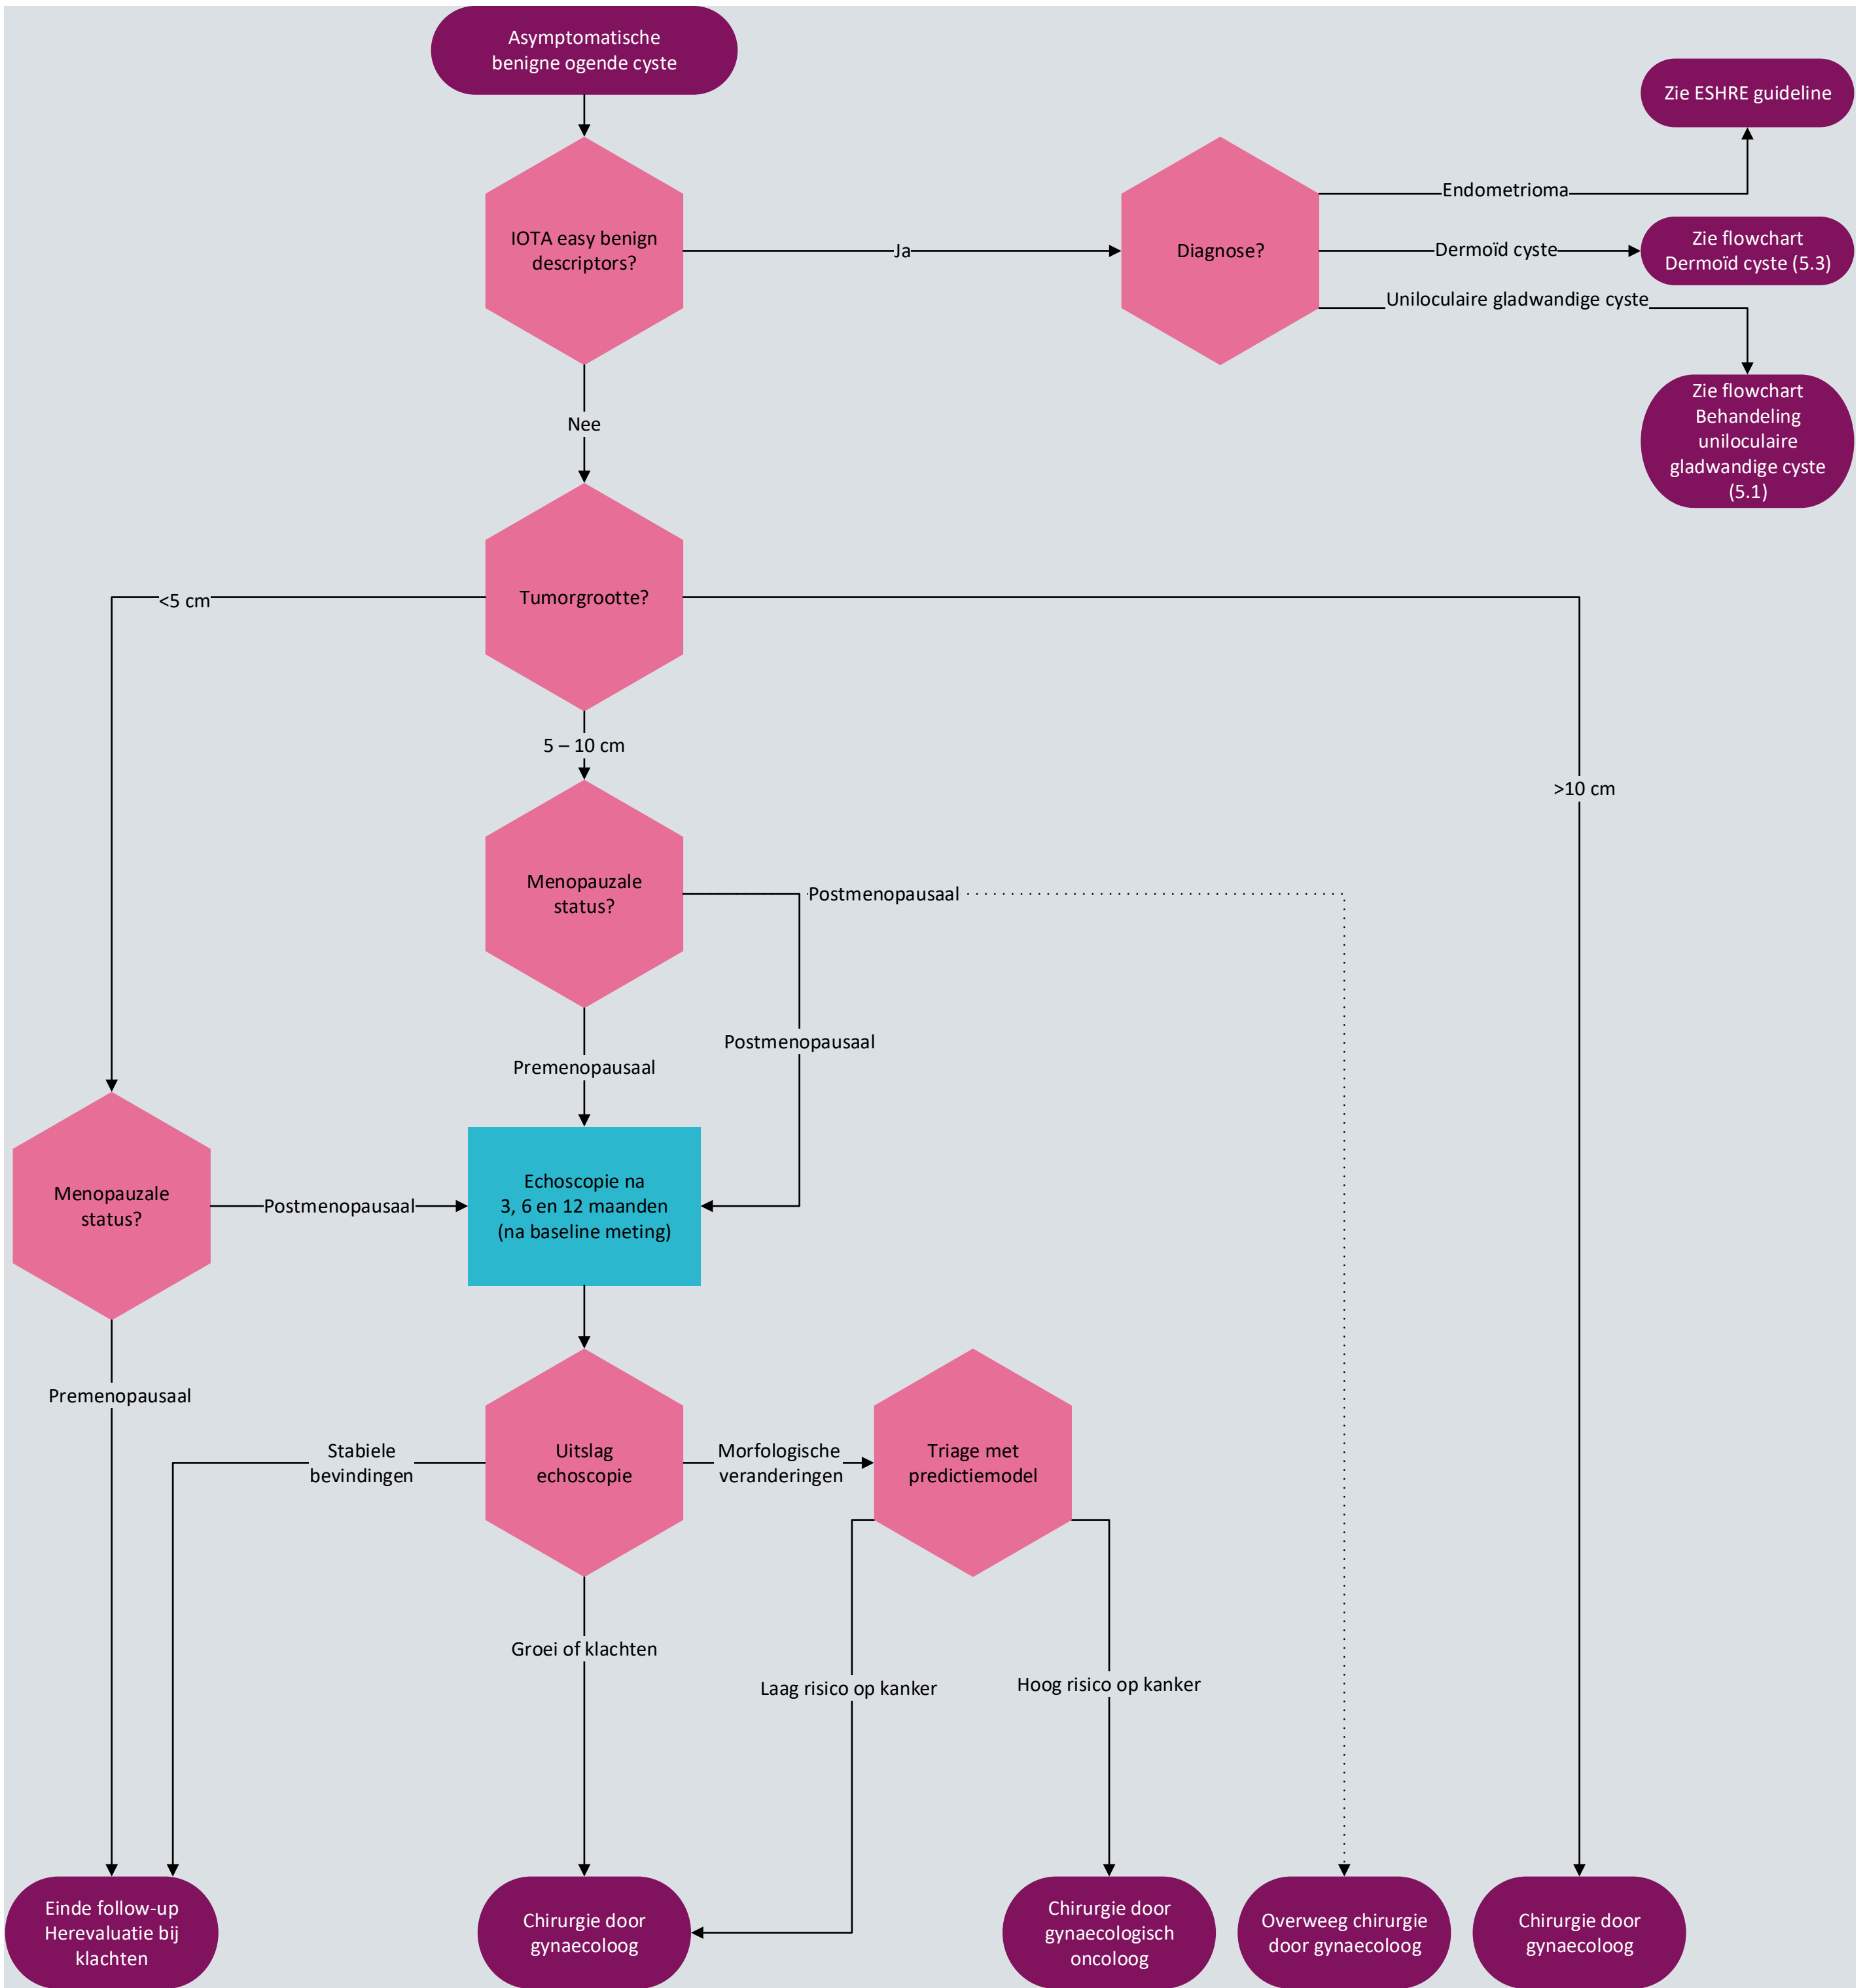 Asymptomatische
benigne ogende cyste
Zie ESHRE guideline
IOTA easy benign
descriptors?
Ja
Diagnose?
Endometrioma
Dermoïd cyste
Zie flowchart
Dermoïd cyste (5.3)
Uniloculaire gladwandige cyste
Zie flowchart
Behandeling
uniloculaire
gladwandige cyste
(5.1)
Nee
Tumorgrootte?
<5 cm
5 – 10 cm
>10 cm
Menopauzale
status?
Postmenopausaal
Postmenopausaal
Premenopausaal
Menopauzale
status?
Postmenopausaal
Echoscopie na
3, 6 en 12 maanden
(na baseline meting)
Premenopausaal
Stabiele
bevindingen
Uitslag
echoscopie
Morfologische
veranderingen
Triage met
predictiemodel
Groei of klachten
Laag risico op kanker
Hoog risico op kanker
Einde follow-up
Herevaluatie bij
klachten
Chirurgie door
gynaecoloog
Chirurgie door
gynaecologisch
oncoloog
Overweeg chirurgie
door gynaecoloog
Chirurgie door
gynaecoloog